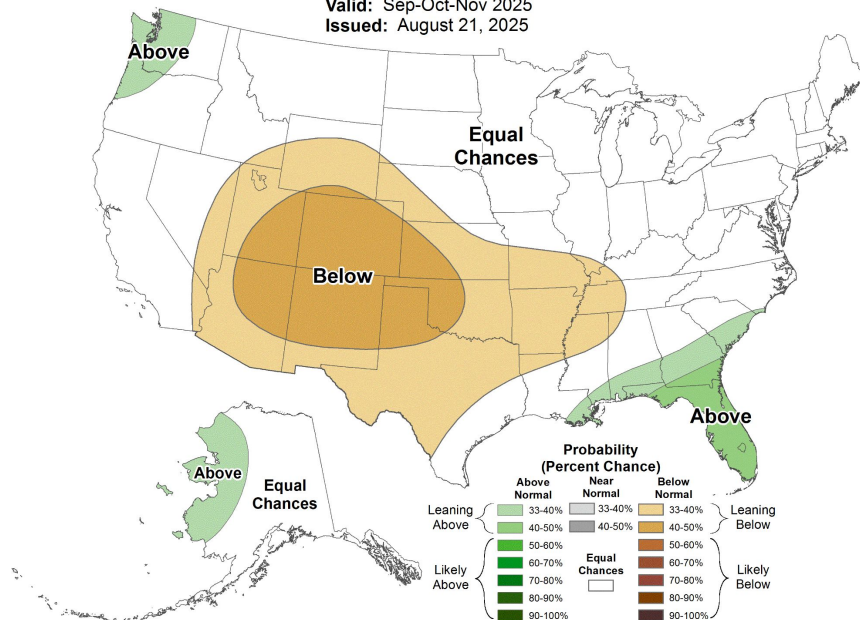 Valid: Sep-Oct-Nov 2025
Issued: August 21, 2025
Above
Equal
Chances
Below
Above
Above
Equal
Chances
Probability
(Percent Chance)
Above
Normal
Near
Normal
Below
Normal
Leaning
Above
33-40%
33-40%
33-40%
Leaning
Below
40-50%
40-50%
40-50%
Likely
Above
50-60%
50-60%
Likely
Below
60-70%
60-70%
Equal
Chances
70-80%
70-80%
80-90%
80-90%
90-100%
90-100%